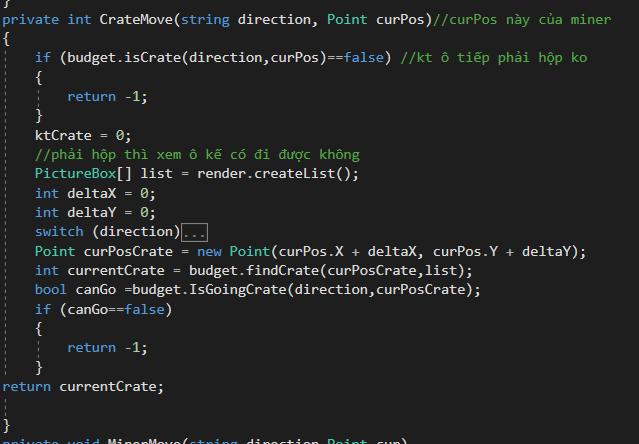 }
private int CrateMove(string direction, Point curPos)//curPos này của miner
{
if (budget.isCrate(direction,curPos)==false) //kt ô tiếp phải hộp ko
{
return -1;
}
ktCrate = 0;
//phải hộp thì xem ô kế có đi được không
PictureBox[] list = render.createList();
int deltaX = 0;
int deltaY = 0;
switch (direction)...
Point curPosCrate = new Point(curPos.X + deltaX, curPos.Y + deltaY);
int currentCrate = budget.findCrate(curPosCrate,list);
bool canGo =budget.IsGoingCrate(direction,curPosCrate);
if (canGo==false)
{
return -1;
}
return currentCrate;
}
private void MinerMove(string direction,Point cur)